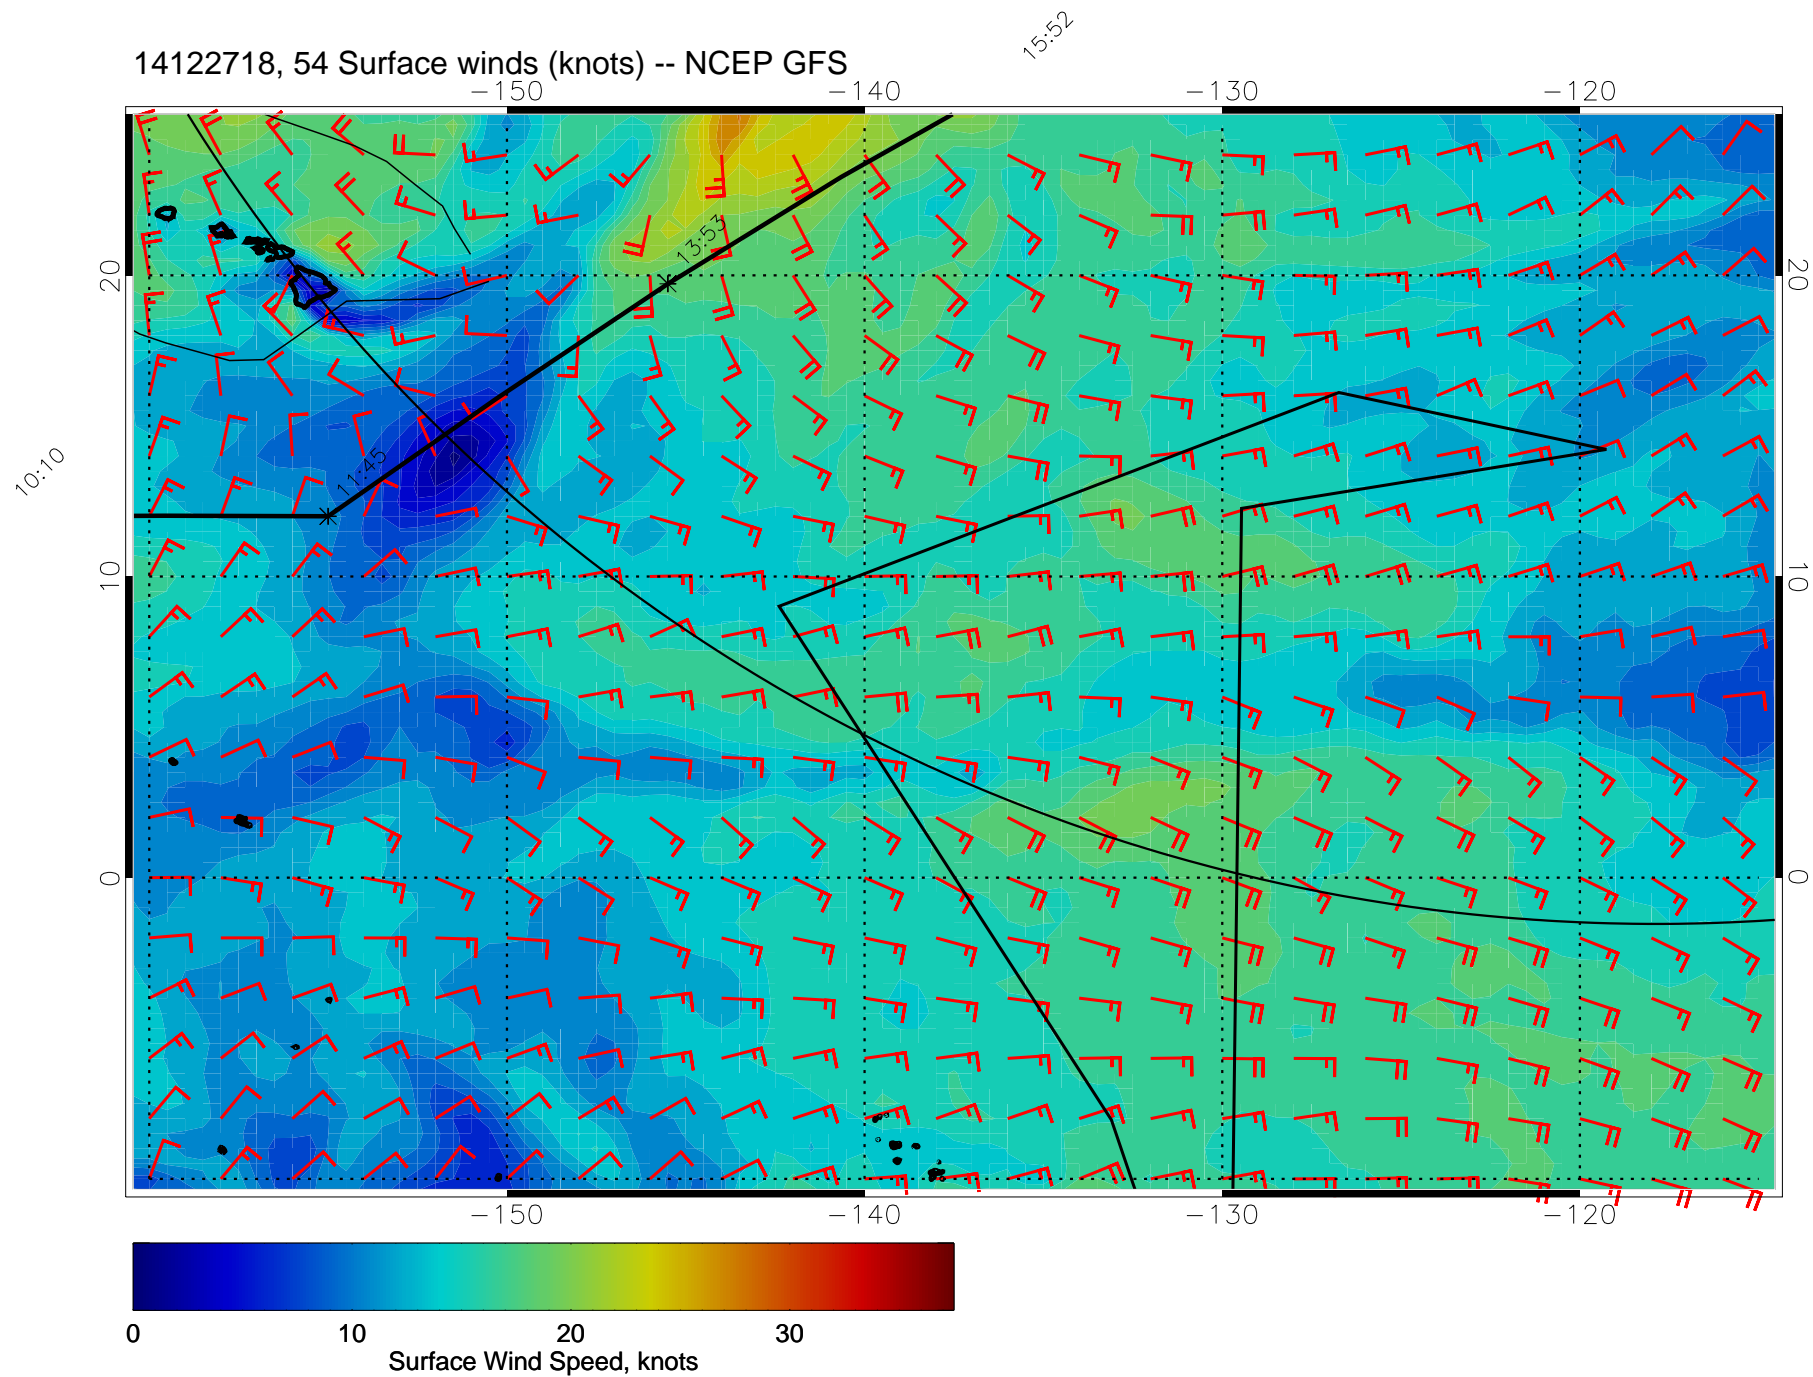 15:52
14122718, 54 Surface winds (knots) -- NCEP GFS
-150 -140 -130 -120
13:53
20 20
11:45
10:10
10 10
0 0
-150 -140 -130 -120
0 10 20 30
Surface Wind Speed, knots